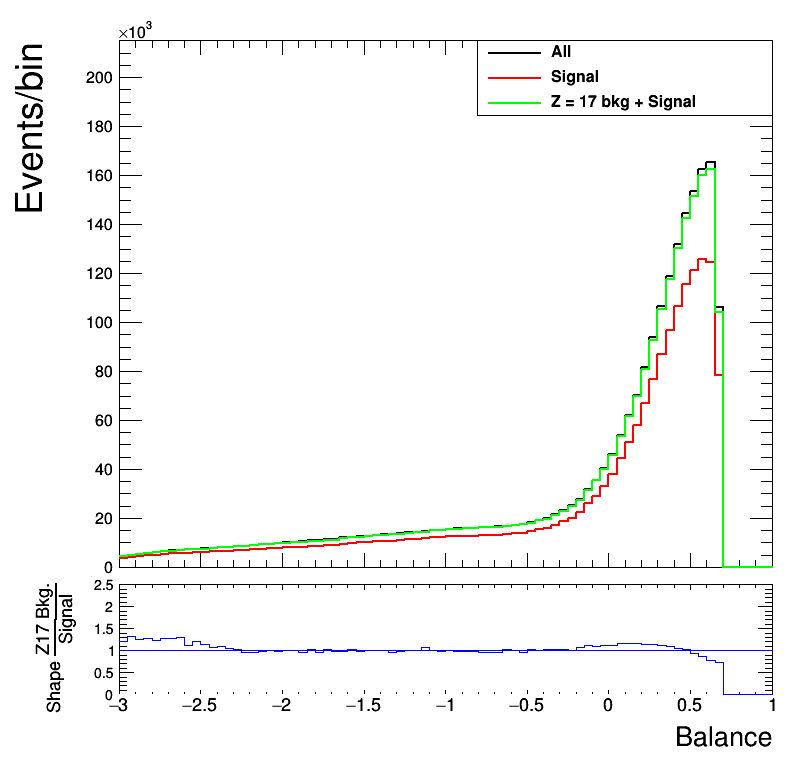 ×10³
Events/bin
200
180
160
140
120
100
80
60
40
20
0
All
Signal
Z = 17 bkg + Signal
Shape Z17 Bkg. / Signal
2.5
2
1.5
1
0.5
0
−3 −2.5 −2 −1.5 −1 −0.5 0 0.5 1
Balance